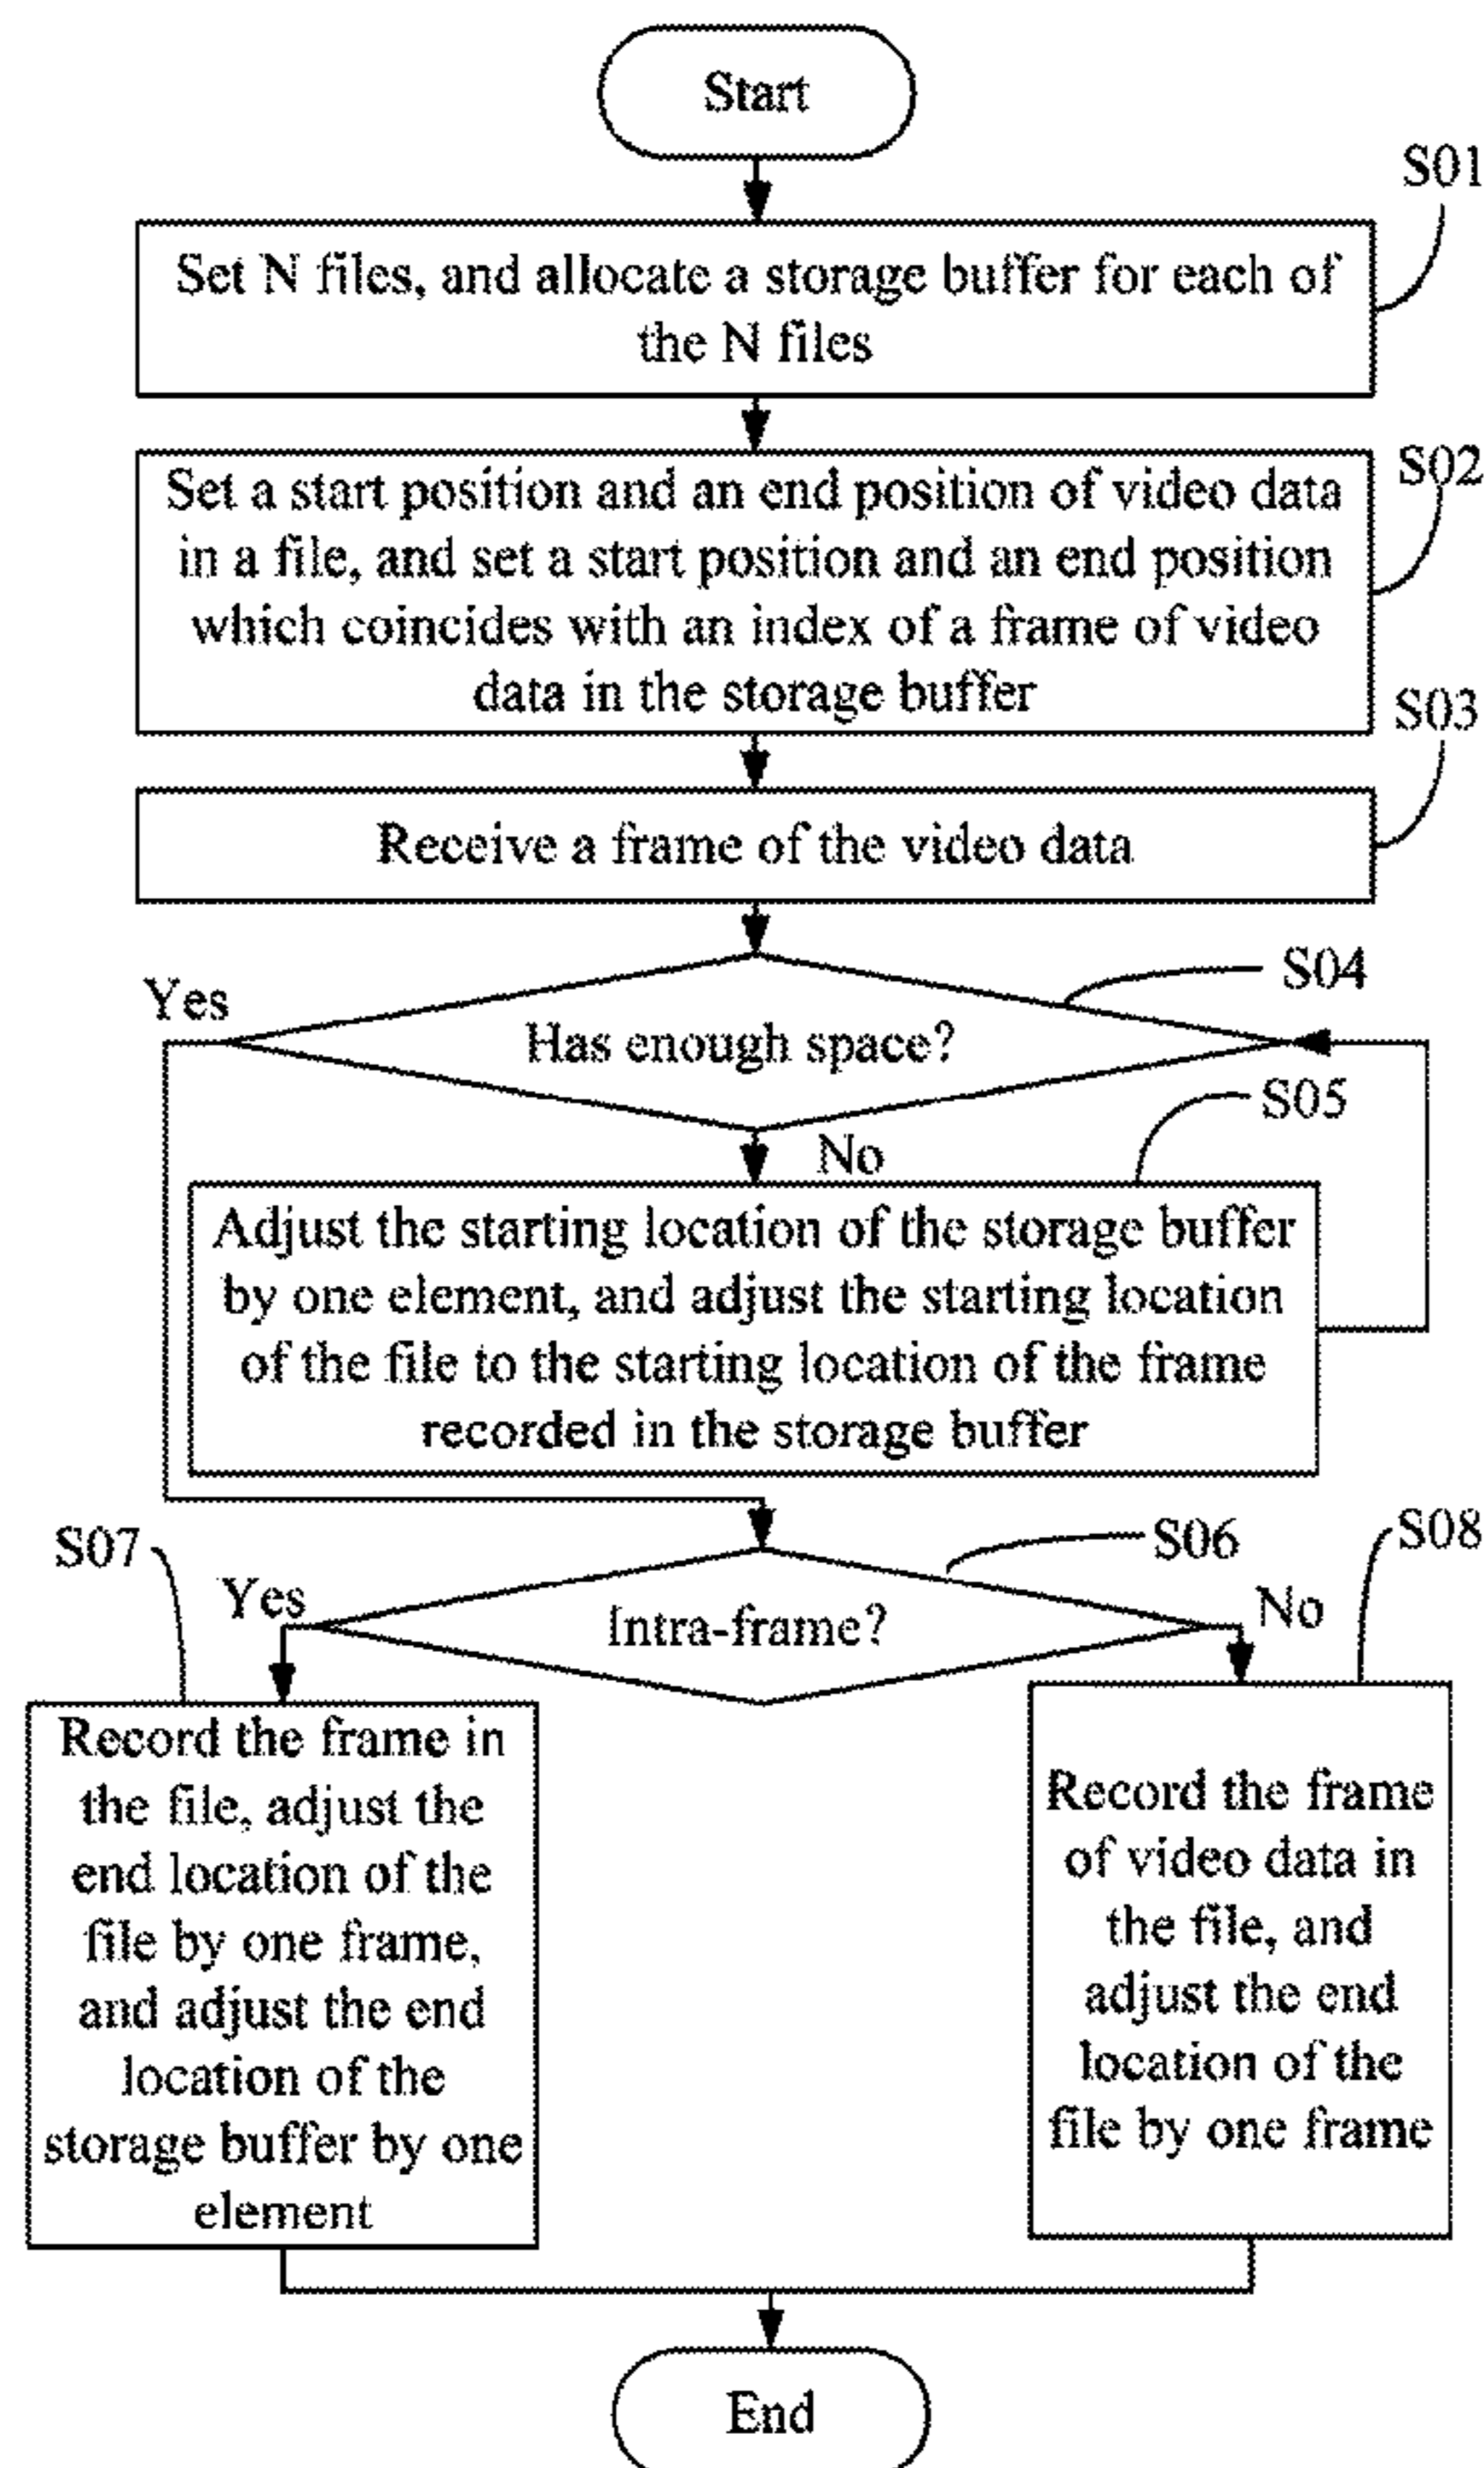 Start
S01
Set N files, and allocate a storage buffer for each of
the N files
S02
Set a start position and an end position of video data
in a file, and set a start position and an end position
which coincides with an index of a frame of video
data in the storage buffer
S03
Receive a frame of the video data
S04
Yes
Has enough space?
S05
No
Adjust the starting location of the storage buffer
by one element, and adjust the starting location
of the file to the starting location of the frame
recorded in the storage buffer
S07
S06
S08
Yes
Intra-frame?
No
Record the frame in
the file, adjust the
end location of the
file by one frame,
and adjust the end
location of the
storage buffer by one
element
Record the frame
of video data in
the file, and
adjust the end
location of the
file by one frame
End